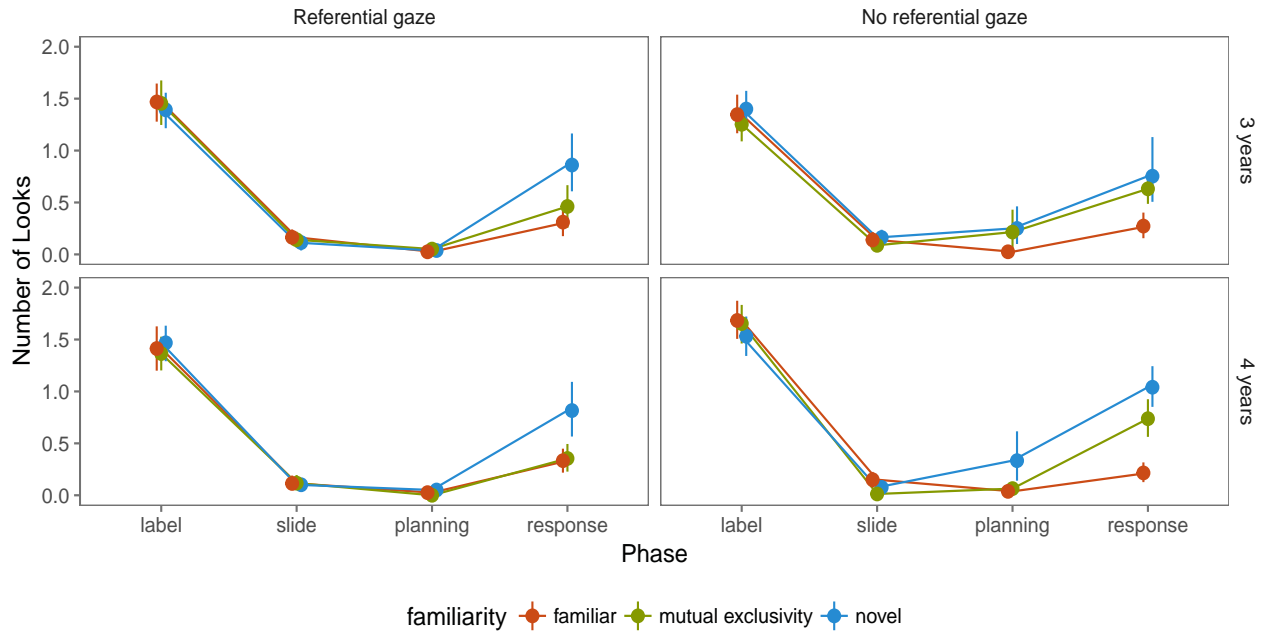 Referential gaze
No referential gaze
2.0
1.5
1.0
0.5
0.0
3 years
2.0
1.5
1.0
0.5
0.0
4 years
Number of Looks
label slide planning response
label slide planning response
Phase
familiarity familiar mutual exclusivity novel